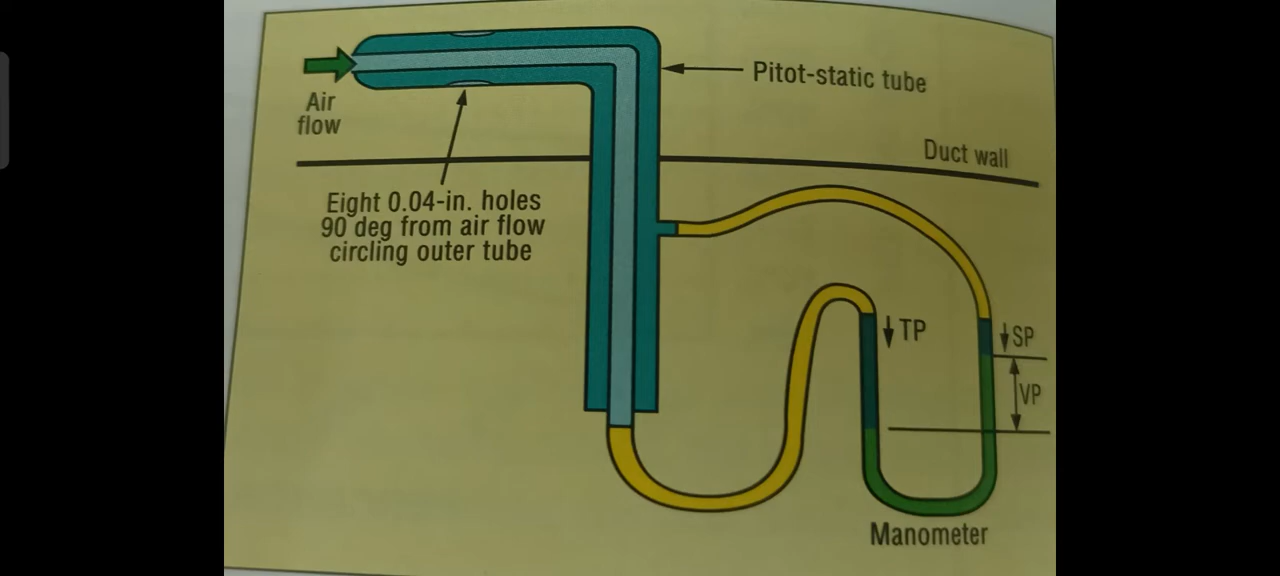 Pitot-static tube
Air
flow
Duct wall
Eight 0.04-in. holes
90 deg from air flow
circling outer tube
TP
SP
VP
Manometer